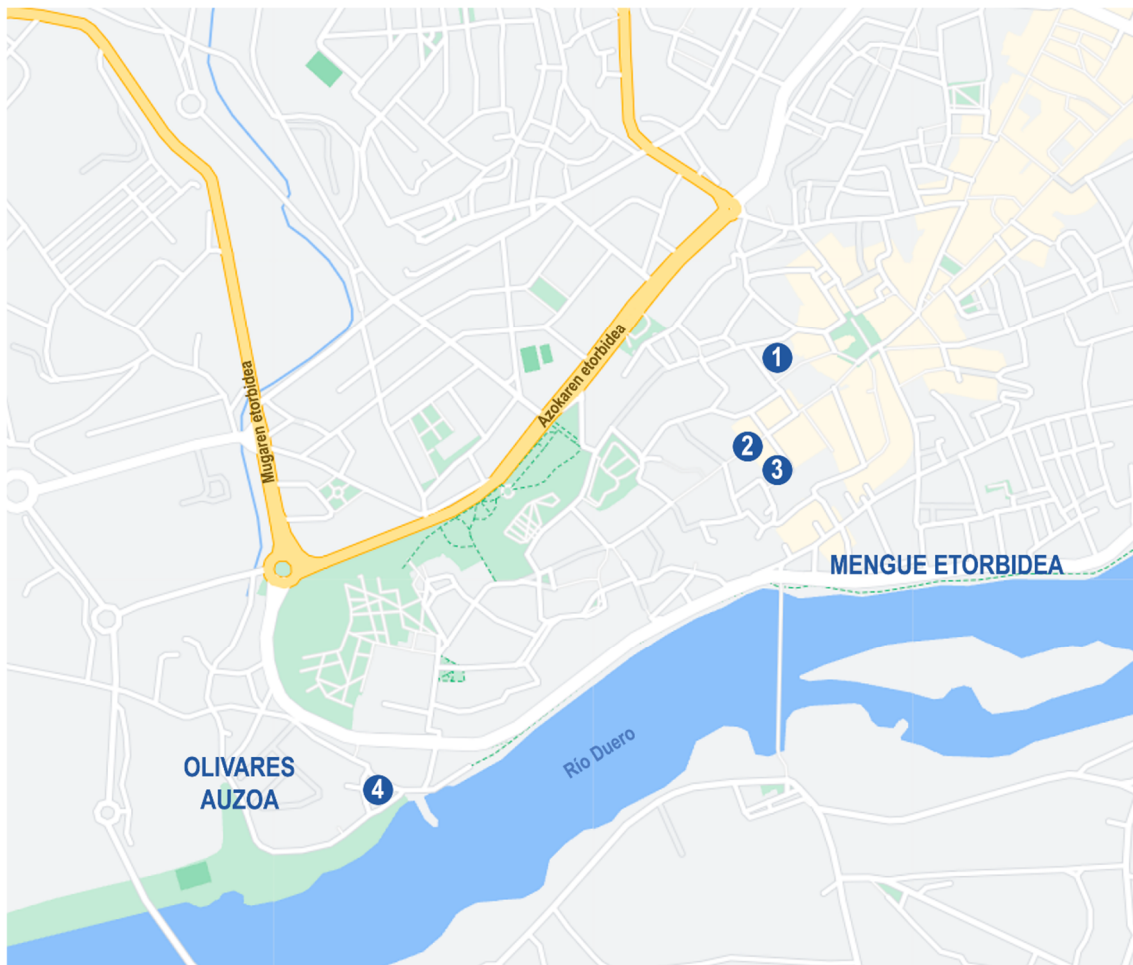 Mugaren etorbidea
Azokaren etorbidea
1
2
3
MENGUE ETORBIDEA
Río Duero
OLIVARES
AUZOA
4